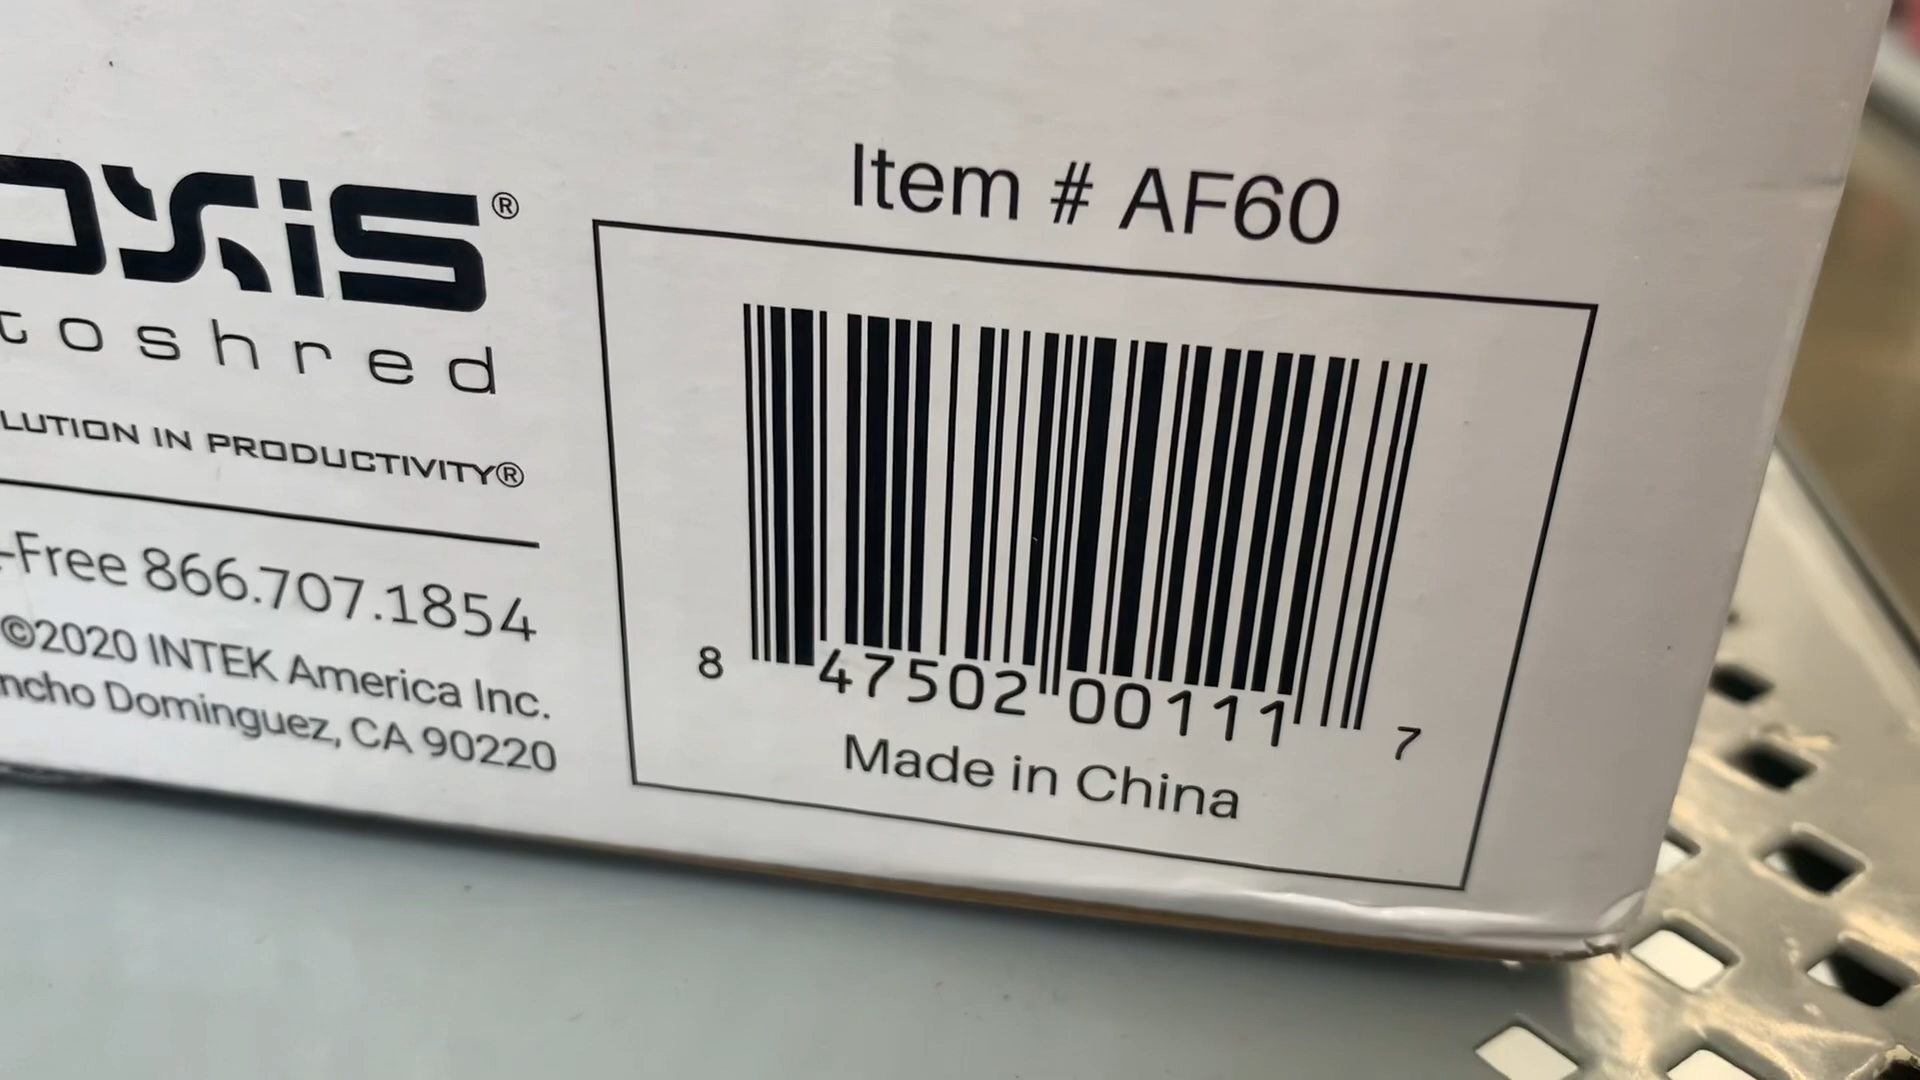 oxis®
toshred
LUTION IN PRODUCTIVITY®
-Free 866.707.1854
©2020 INTEK America Inc.
ncho Dominguez, CA 90220
Item # AF60
8 47502 00111 7
Made in China